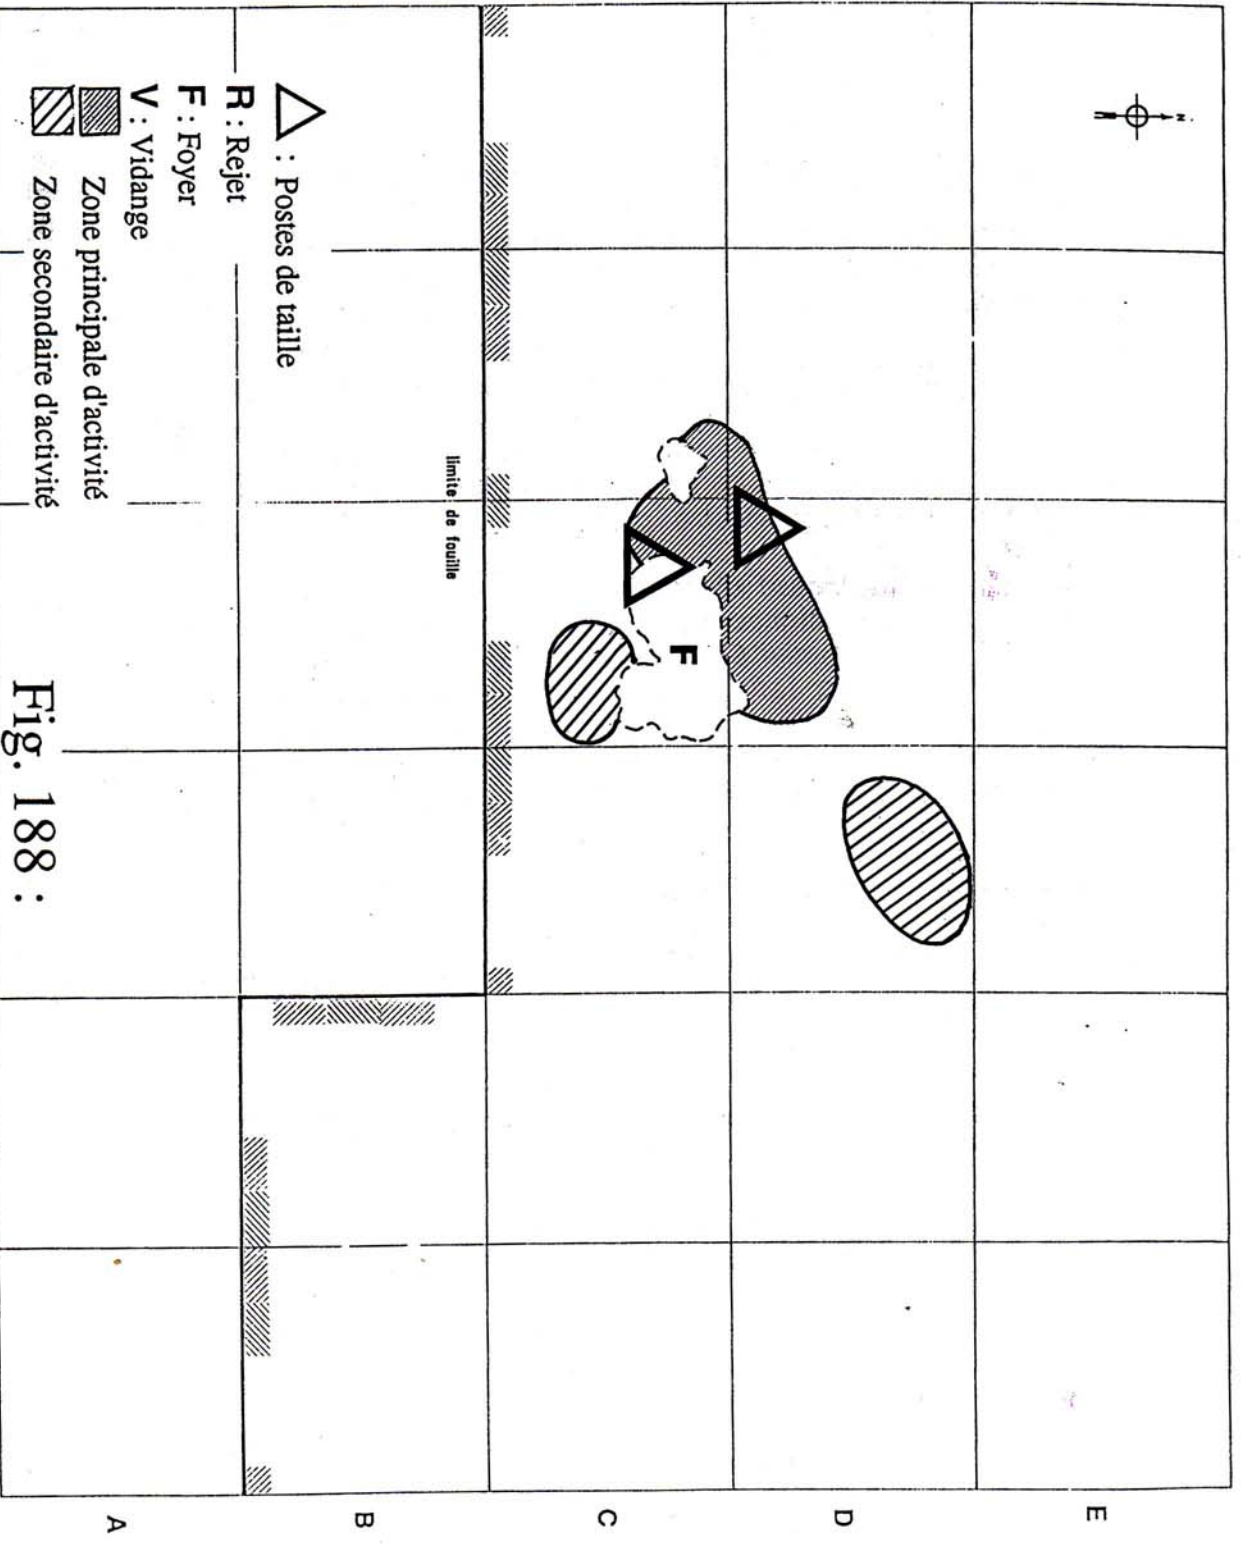 N
E
D
C
B
A
limite de fouille
: Postes de taille
R : Rejet
F : Foyer
V : Vidange
Zone principale d'activité
Zone secondaire d'activité
F
Fig. 188 :